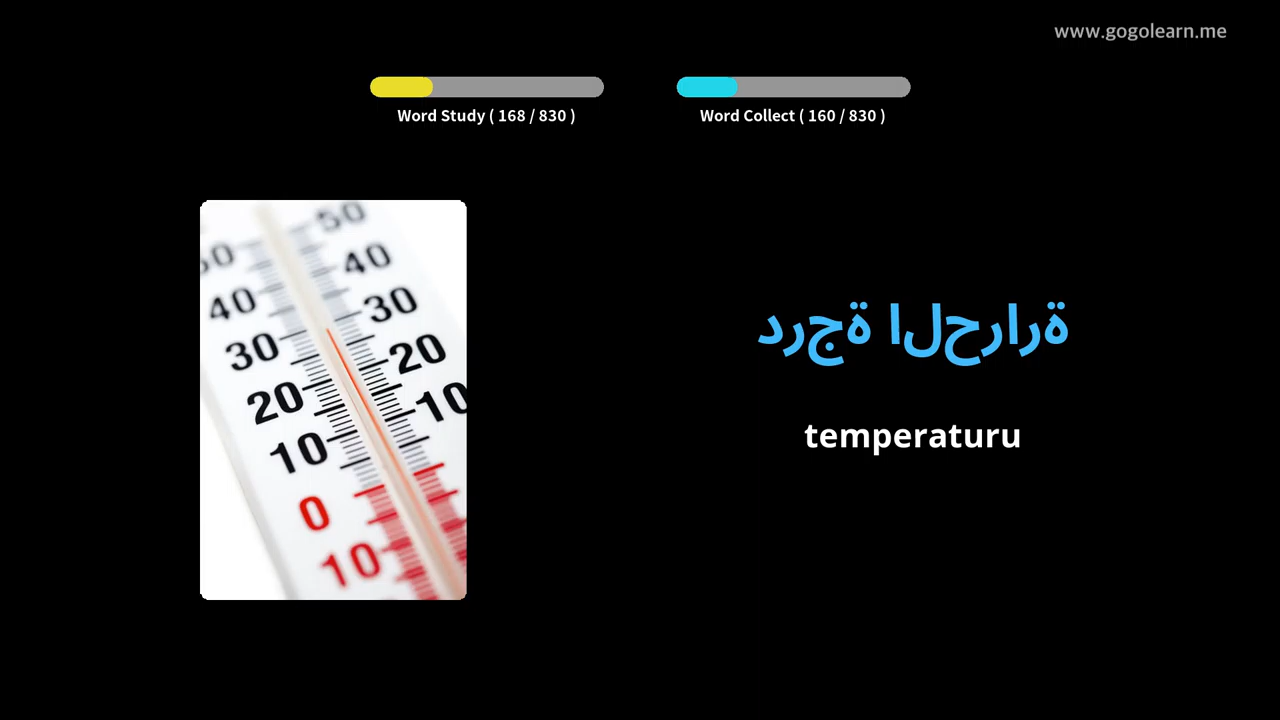 www.gogolearn.me
Word Study ( 168 / 830 )
Word Collect ( 160 / 830 )
50
50
40
40
30
30
20
20
10
10
0
10
درجة الحرارة
temperaturu